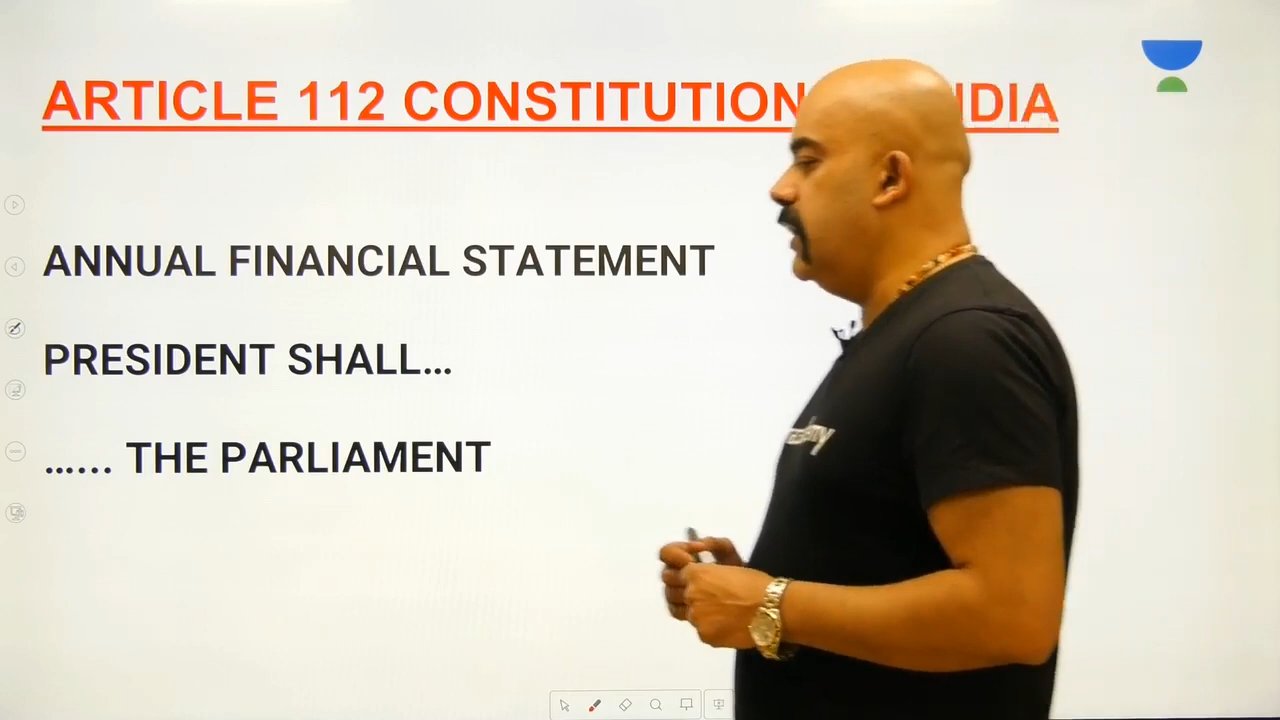 ARTICLE 112 CONSTITUTION
ANNUAL FINANCIAL STATEMENT
PRESIDENT SHALL...
...... THE PARLIAMENT